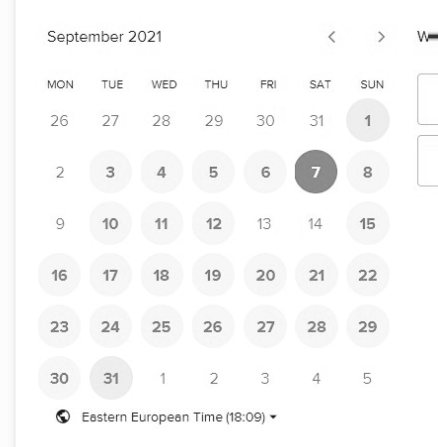 September 2021
MON TUE WED THU FRI SAT SUN
26 27 28 29 30 31 1
2 3 4 5 6 7 8
9 10 11 12 13 14 15
16 17 18 19 20 21 22
23 24 25 26 27 28 29
30 31 1 2 3 4 5
Eastern European Time (18:09)